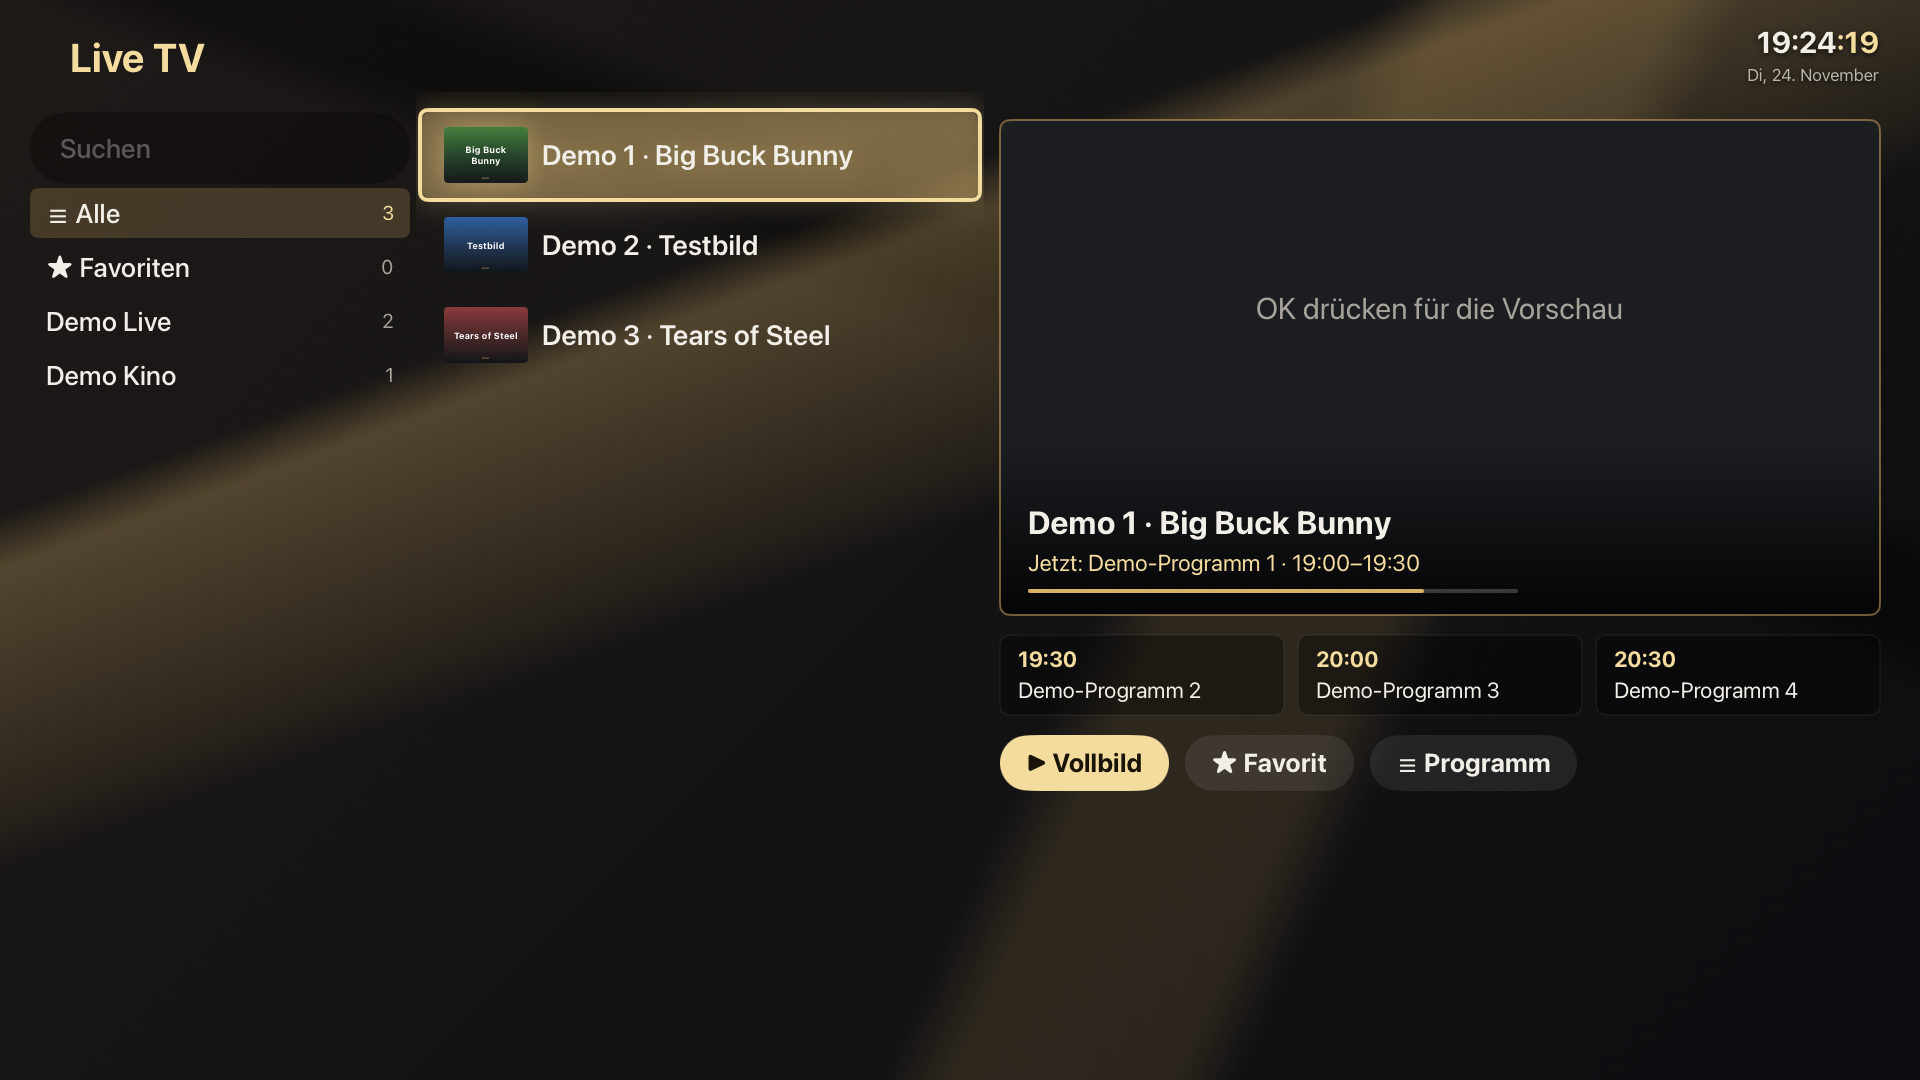 Live TV
19:24:19
Di, 24. November
Suchen
Alle 3
Favoriten 0
Demo Live 2
Demo Kino 1
Big Buck
Bunny
Demo 1 · Big Buck Bunny
Testbild
Demo 2 · Testbild
Tears of Steel
Demo 3 · Tears of Steel
OK drücken für die Vorschau
Demo 1 · Big Buck Bunny
Jetzt: Demo-Programm 1 · 19:00–19:30
19:30
Demo-Programm 2
20:00
Demo-Programm 3
20:30
Demo-Programm 4
Vollbild
Favorit
Programm